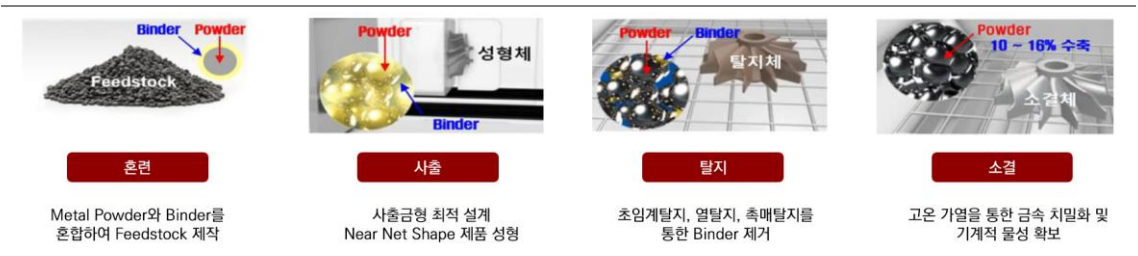 Binder Powder
Feedstock
혼련
Metal Powder와 Binder를
혼합하여 Feedstock 제작
Powder
성형체
Binder
사출
사출금형 최적 설계
Near Net Shape 제품 성형
Powder Binder
탈지체
탈지
초임계탈지, 열탈지, 촉매탈지를
통한 Binder 제거
Powder
10 ~ 16% 수축
소결체
소결
고온 가열을 통한 금속 치밀화 및
기계적 물성 확보